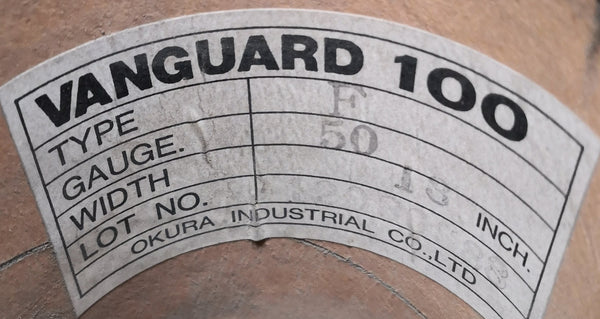 VANGUARD 100
TYPE F
GAUGE. 50
WIDTH 13 INCH.
LOT NO.
OKURA INDUSTRIAL CO.,LTD